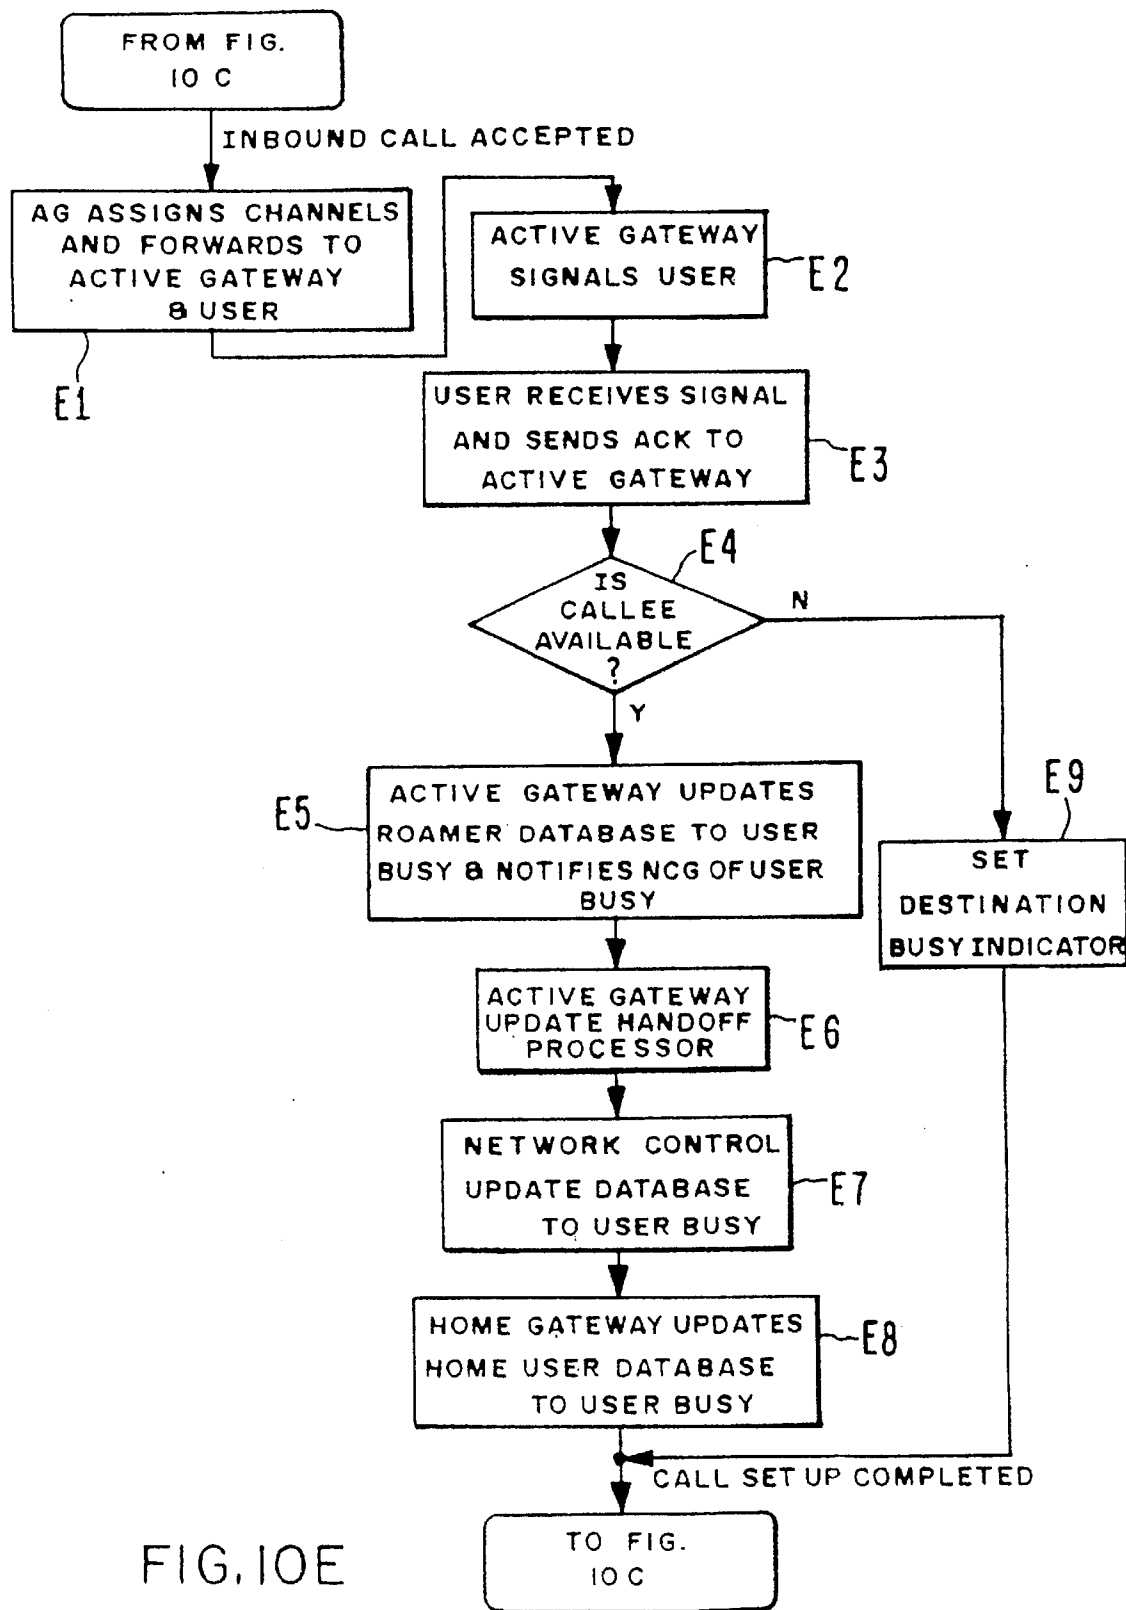 FROM FIG.
10 C
INBOUND CALL ACCEPTED
AG ASSIGNS CHANNELS
AND FORWARDS TO
ACTIVE GATEWAY
& USER
E1
ACTIVE GATEWAY
SIGNALS USER
E2
USER RECEIVES SIGNAL
AND SENDS ACK TO
ACTIVE GATEWAY
E3
E4
IS
CALLEE
AVAILABLE
?
N
Y
ACTIVE GATEWAY UPDATES
ROAMER DATABASE TO USER
BUSY & NOTIFIES NCG OF USER
BUSY
E5
E9
SET
DESTINATION
BUSY INDICATOR
ACTIVE GATEWAY
UPDATE HANDOFF
PROCESSOR
E6
NETWORK CONTROL
UPDATE DATABASE
TO USER BUSY
E7
HOME GATEWAY UPDATES
HOME USER DATABASE
TO USER BUSY
E8
CALL SET UP COMPLETED
TO FIG.
10 C
FIG. 10E